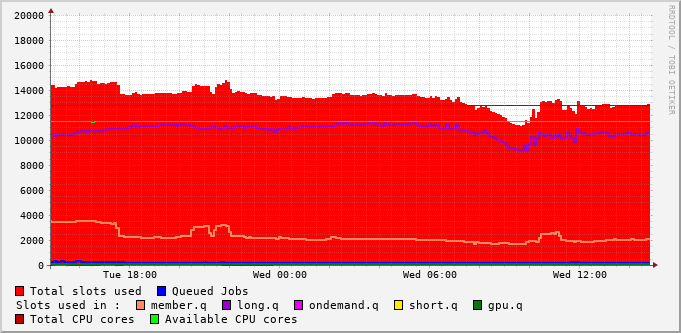 RRDTOOL / TOBI OETIKER
20000
18000
16000
14000
12000
10000
8000
6000
4000
2000
0
Tue 18:00 Wed 00:00 Wed 06:00 Wed 12:00
Total slots used Queued Jobs
Slots used in : member.q long.q ondemand.q short.q gpu.q
Total CPU cores Available CPU cores